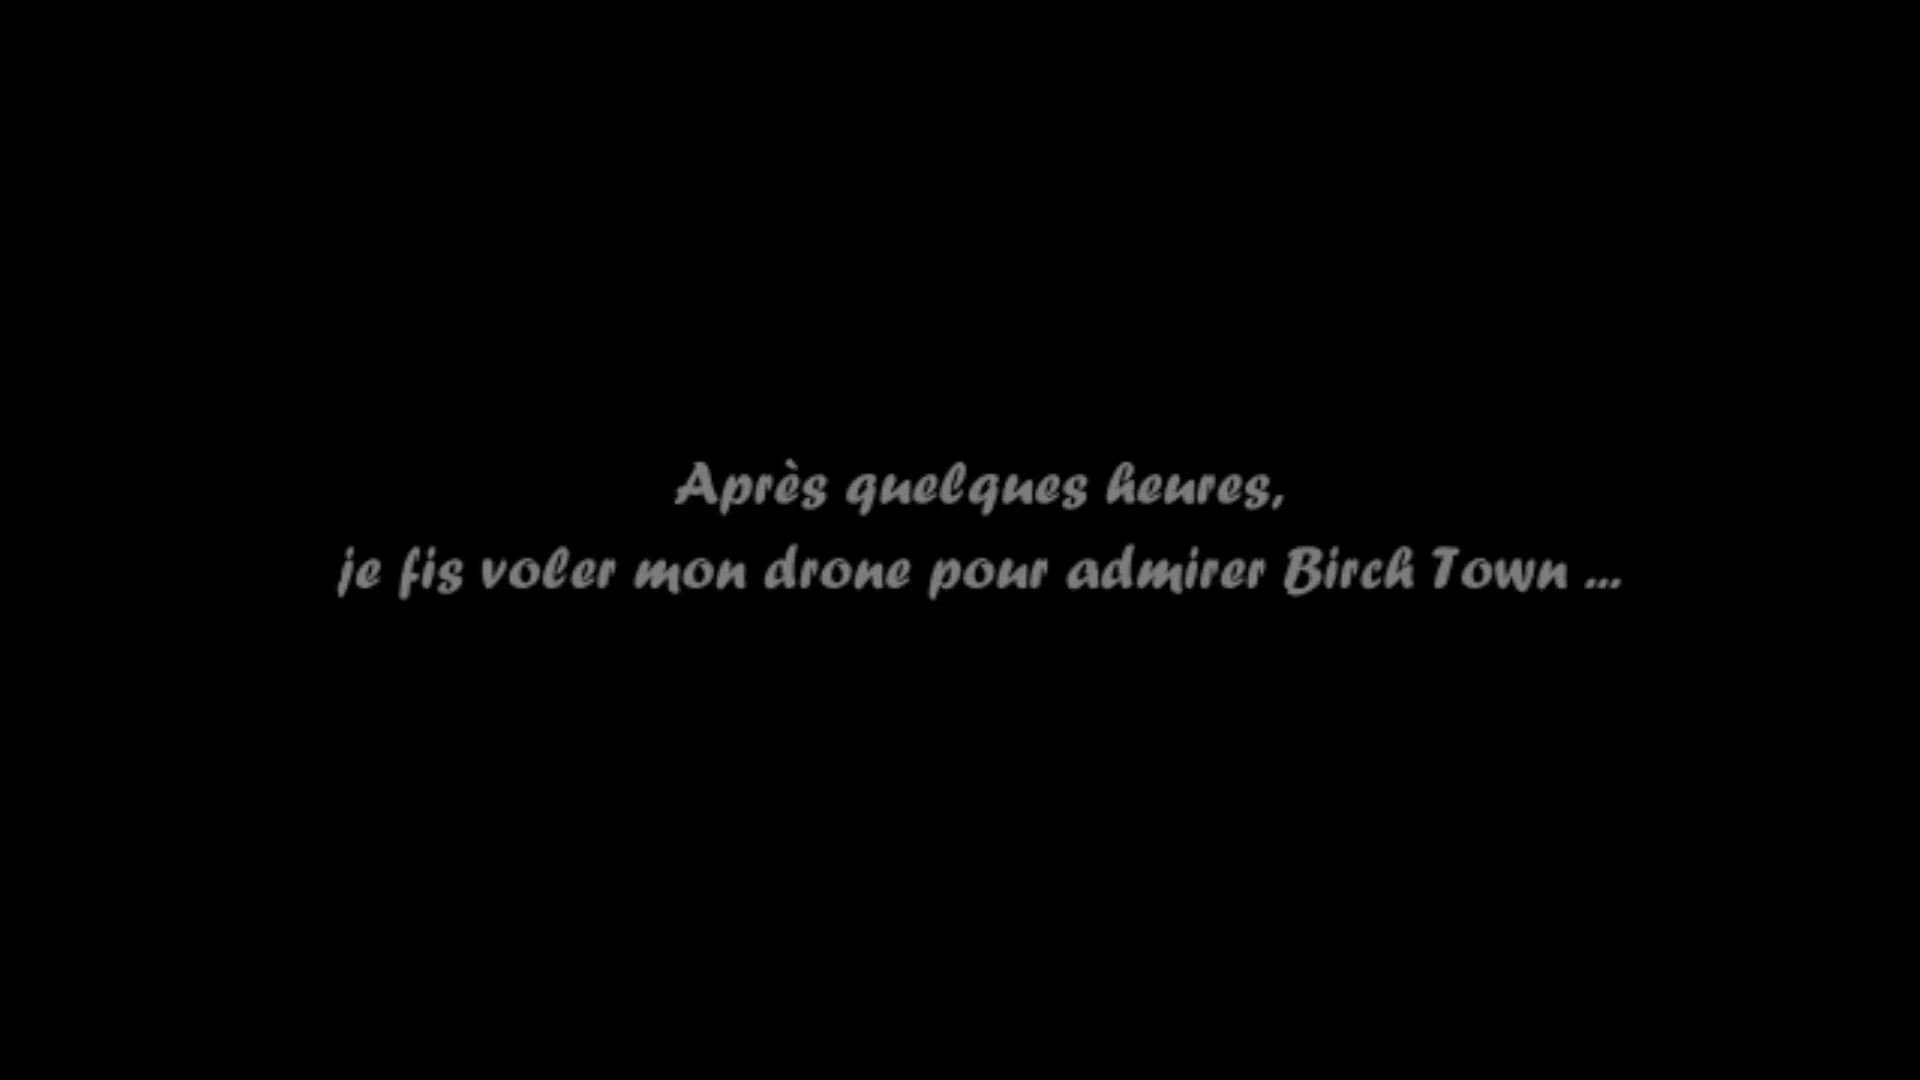 Après quelques heures,
je fis voler mon drone pour admirer Birch Town ...